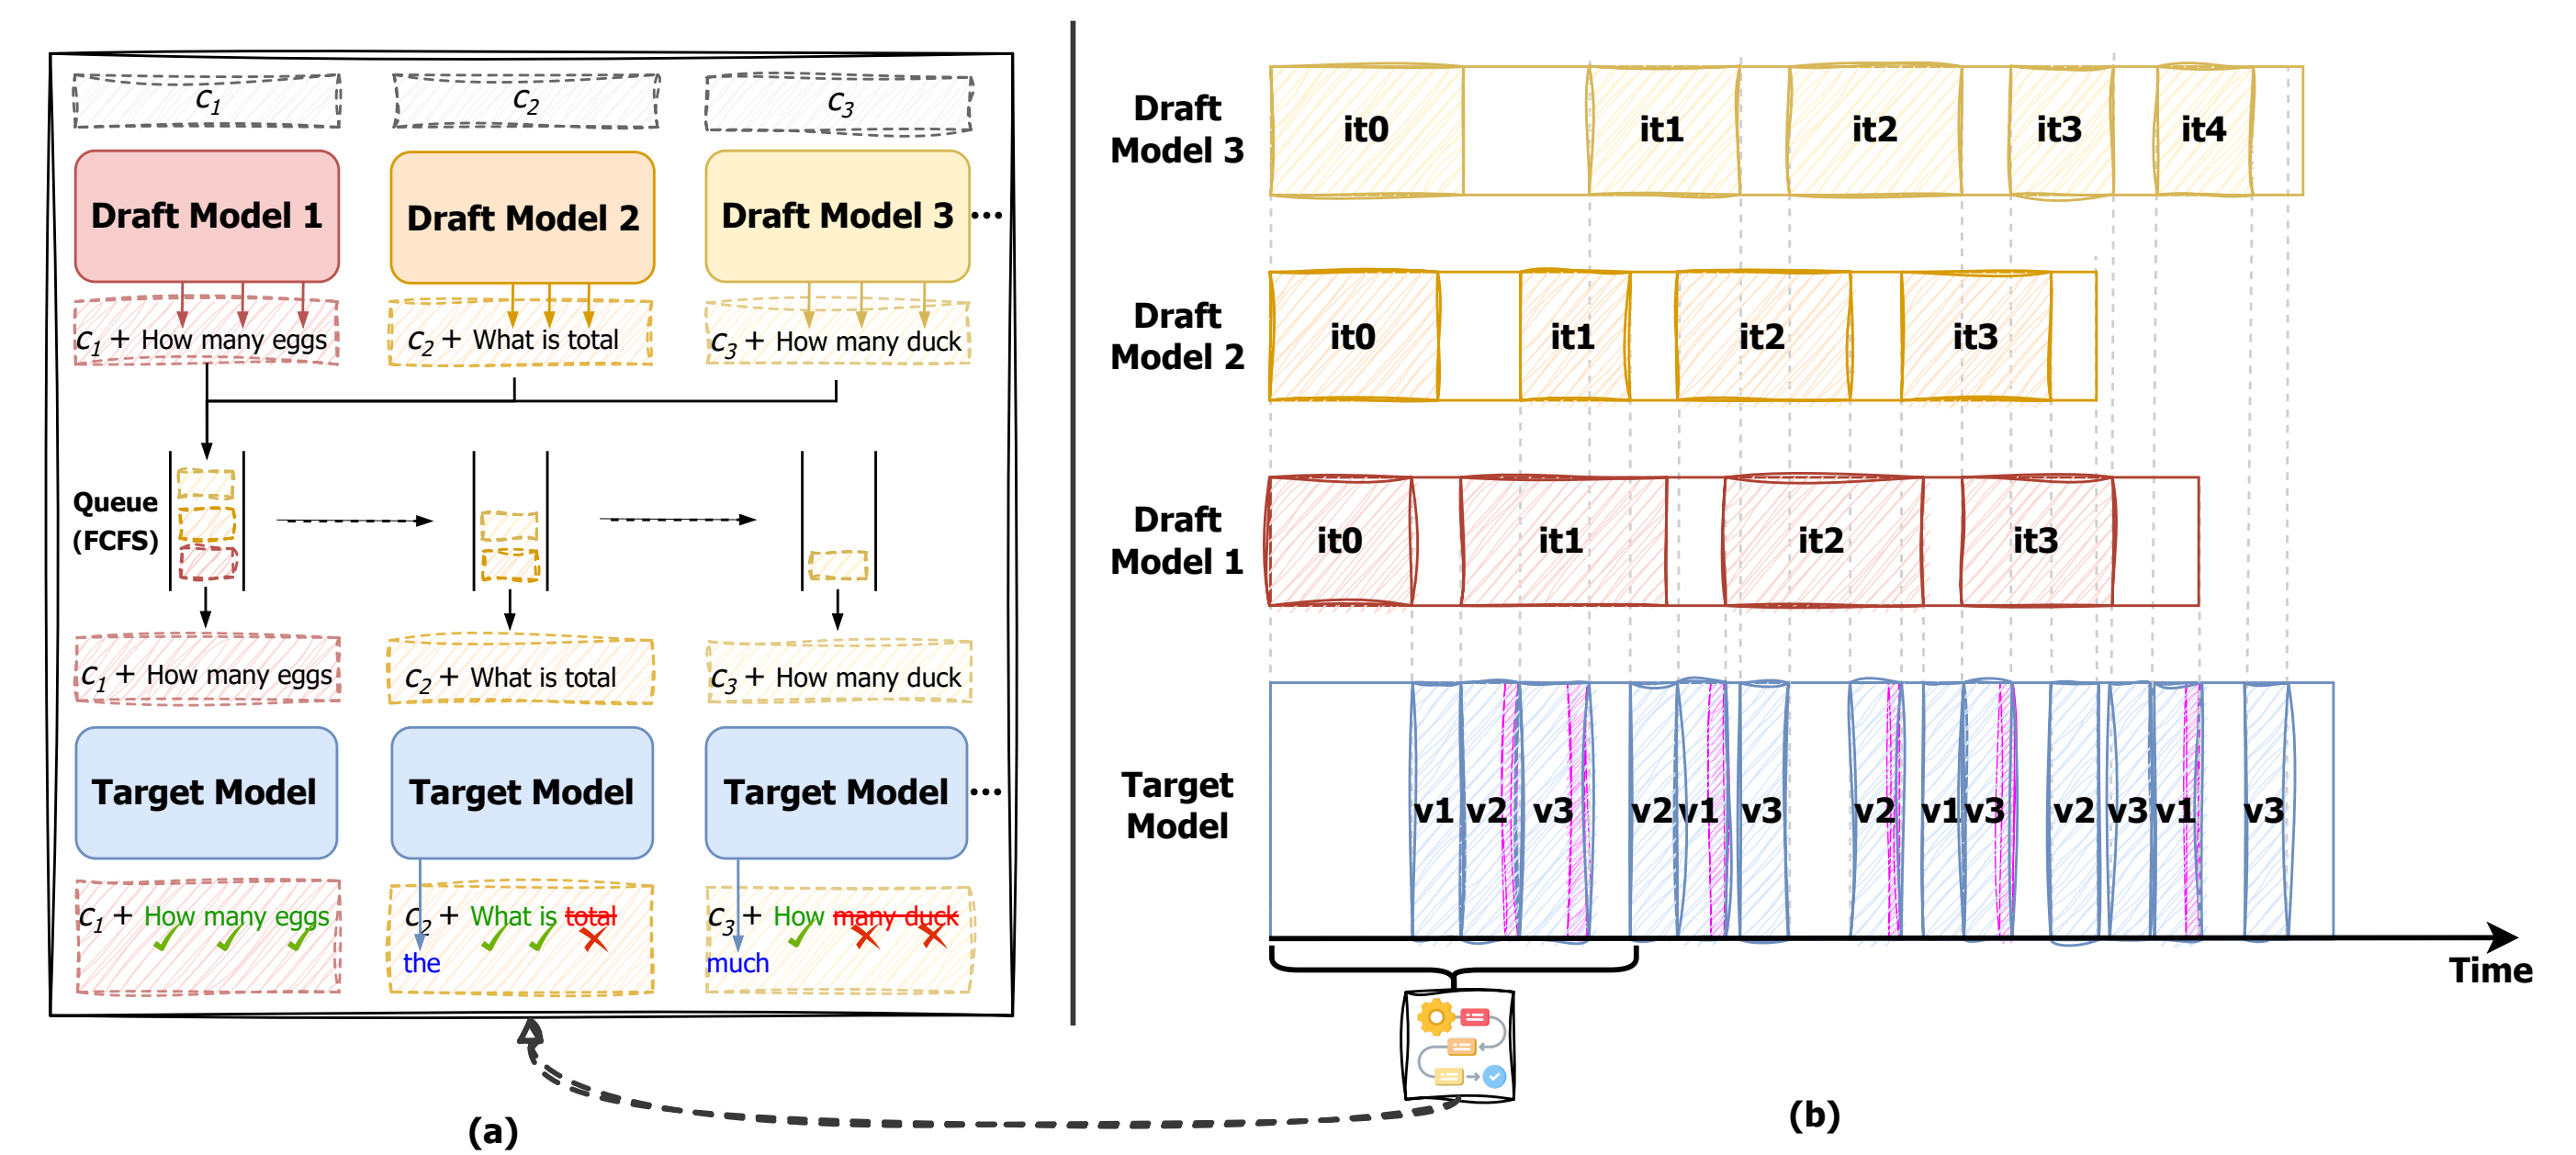 c1
c2
c3
Draft Model 1
Draft Model 2
Draft Model 3
...
c1 + How many eggs
c2 + What is total
c3 + How many duck
Queue
(FCFS)
c1 + How many eggs
c2 + What is total
c3 + How many duck
Target Model
Target Model
Target Model
...
c1 + How many eggs
c2 + What is total
the
c3 + How many duck
much
(a)
Draft
Model 3
it0
it1
it2
it3
it4
Draft
Model 2
it0
it1
it2
it3
Draft
Model 1
it0
it1
it2
it3
Target
Model
v1
v2
v3
v2
v1
v3
v2
v1
v3
v2
v3
v1
v3
Time
(b)